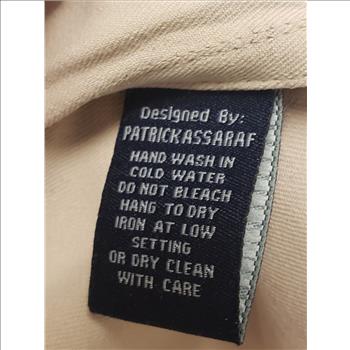 Designed By:
PATRICKASSARAF
HAND WASH IN
COLD WATER
DO NOT BLEACH
HANG TO DRY
IRON AT LOW
SETTING
OR DRY CLEAN
WITH CARE